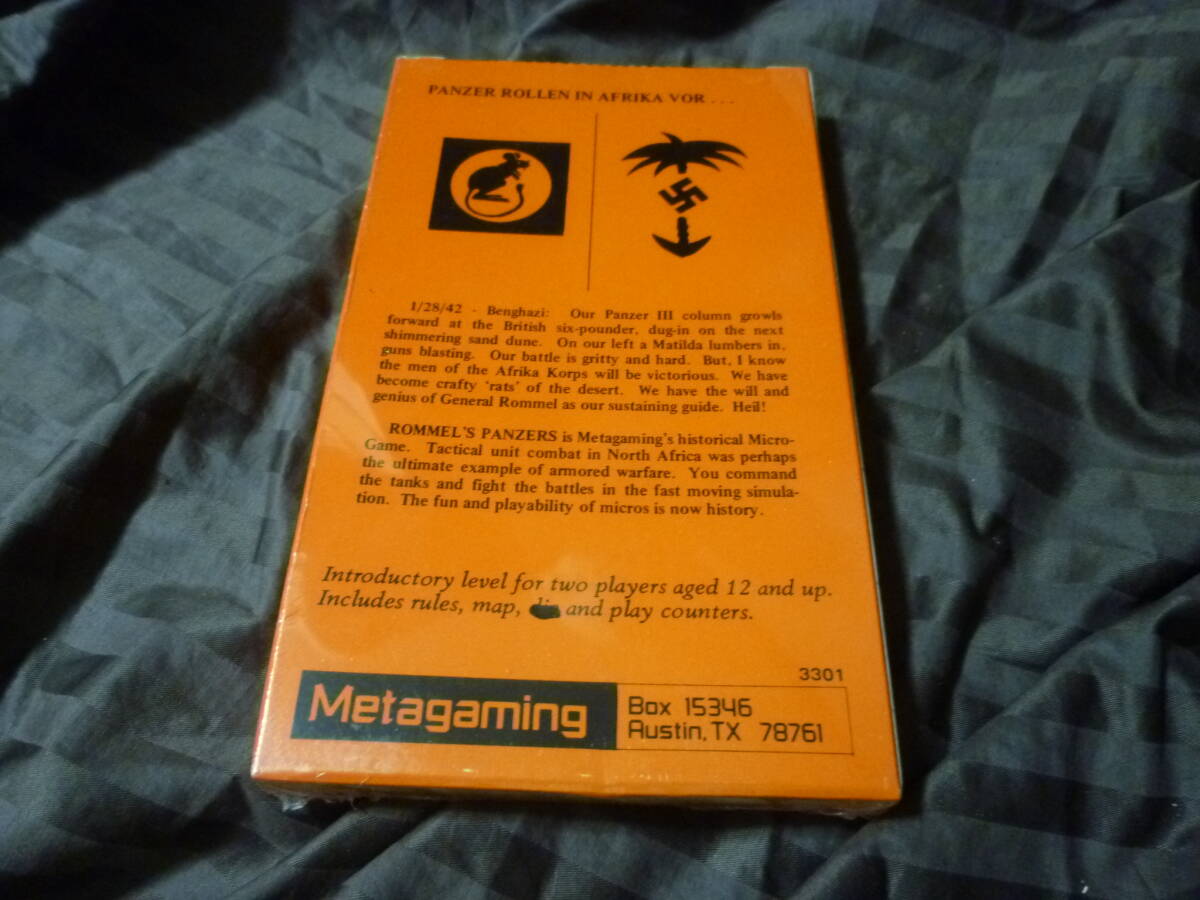 PANZER ROLLEN IN AFRIKA VOR . . .
1/28/42 - Benghazi: Our Panzer III column growls
forward at the British six-pounder, dug-in on the next
shimmering sand dune. On our left a Matilda lumbers in,
guns blasting. Our battle is gritty and hard. But, I know
the men of the Afrika Korps will be victorious. We have
become crafty 'rats' of the desert. We have the will and
genius of General Rommel as our sustaining guide. Heil!
ROMMEL'S PANZERS is Metagaming's historical Micro-
Game. Tactical unit combat in North Africa was perhaps
the ultimate example of armored warfare. You command
the tanks and fight the battles in the fast moving simula-
tion. The fun and playability of micros is now history.
Introductory level for two players aged 12 and up.
Includes rules, map, and play counters.
3301
Metagaming
Box 15346
Austin, TX 78761